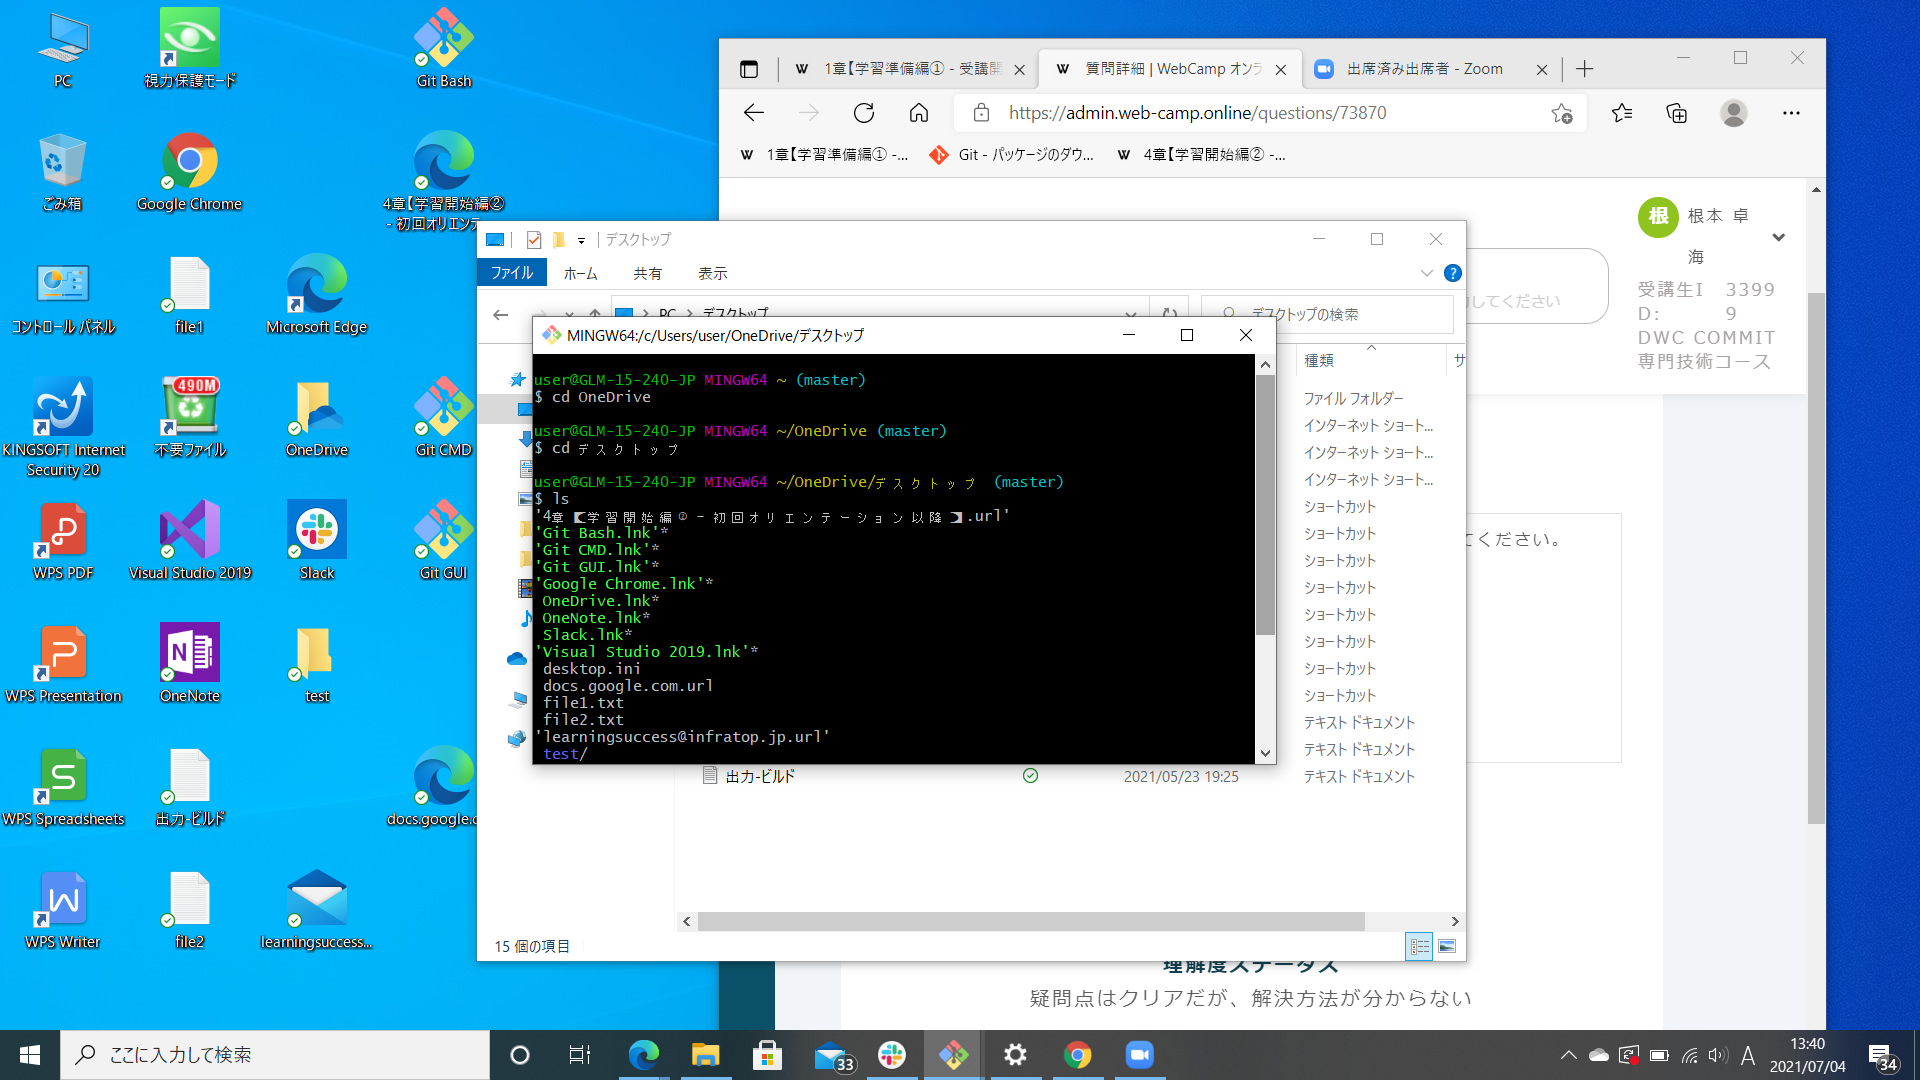 PC
視力保護モード
Git Bash
ごみ箱
Google Chrome
4章【学習開始編②
- 初回オリエンテ
コントロール パネル
file1
Microsoft Edge
490M
KINGSOFT Internet
Security 20
不要ファイル
OneDrive
Git CMD
WPS PDF
Visual Studio 2019
Slack
Git GUI
WPS Presentation
OneNote
test
WPS Spreadsheets
出力-ビルド
docs.google.c
WPS Writer
file2
learningsuccess...
1章【学習準備編① - 受講開
質問詳細 | WebCamp オンラ
出席済み出席者 - Zoom
https://admin.web-camp.online/questions/73870
1章【学習準備編① -...
Git - パッケージのダウ...
4章【学習開始編② -...
根
根本 卓
海
受講生I
D:
3399
9
DWC COMMIT
専門技術コース
してください
てください。
理解度ステータス
疑問点はクリアだが、解決方法が分からない
デスクトップ
ファイル
ホーム
共有
表示
PC
デスクトップ
デスクトップの検索
種類
サ
ファイル フォルダー
インターネット ショート...
インターネット ショート...
インターネット ショート...
ショートカット
ショートカット
ショートカット
ショートカット
ショートカット
ショートカット
ショートカット
ショートカット
テキスト ドキュメント
テキスト ドキュメント
出力-ビルド 2021/05/23 19:25 テキスト ドキュメント
15 個の項目
MINGW64:/c/Users/user/OneDrive/デスクトップ
user@GLM-15-240-JP MINGW64 ~ (master)
$ cd OneDrive
user@GLM-15-240-JP MINGW64 ~/OneDrive (master)
$ cd デスクトップ
user@GLM-15-240-JP MINGW64 ~/OneDrive/デスクトップ (master)
$ ls
'4章【学習開始編② - 初回オリエンテーション以降】.url'
'Git Bash.lnk'*
'Git CMD.lnk'*
'Git GUI.lnk'*
'Google Chrome.lnk'*
OneDrive.lnk*
OneNote.lnk*
Slack.lnk*
'Visual Studio 2019.lnk'*
desktop.ini
docs.google.com.url
file1.txt
file2.txt
'learningsuccess@infratop.jp.url'
test/
ここに入力して検索
33
A
13:40
2021/07/04
34